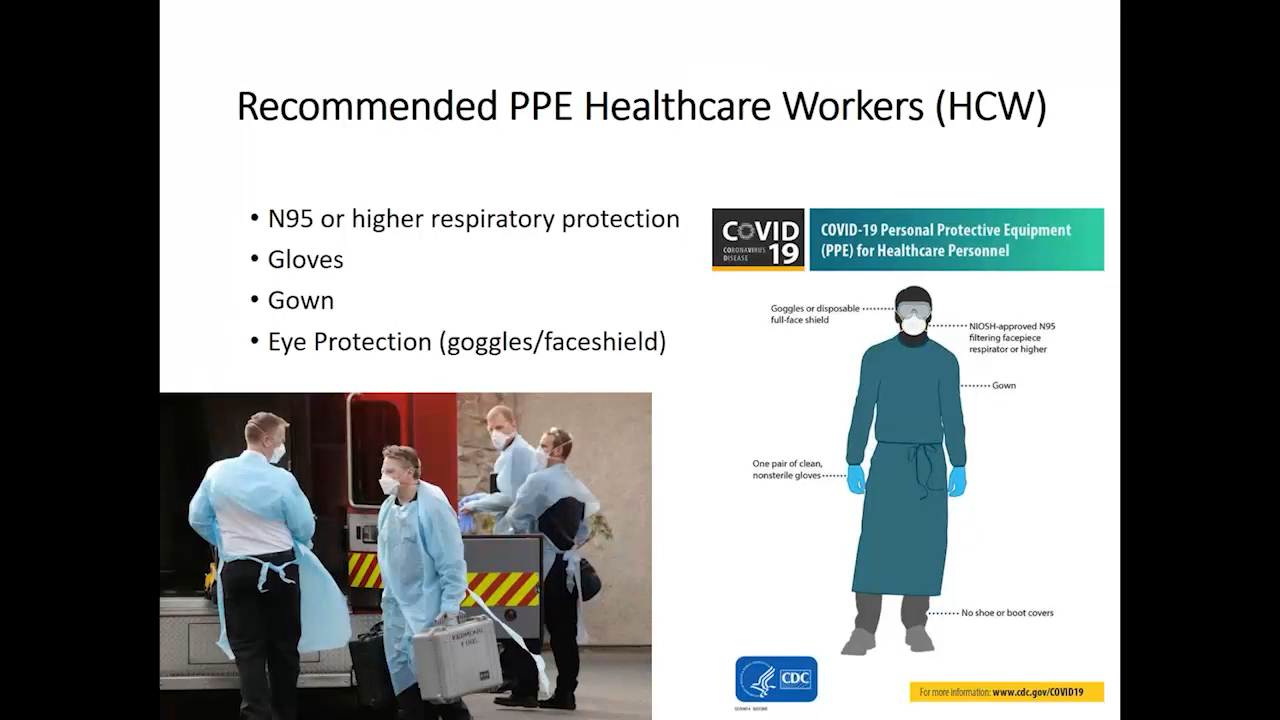 Recommended PPE Healthcare Workers (HCW)
• N95 or higher respiratory protection
• Gloves
• Gown
• Eye Protection (goggles/faceshield)
COVID
CORONAVIRUS
DISEASE
19
COVID-19 Personal Protective Equipment
(PPE) for Healthcare Personnel
Goggles or disposable
full-face shield
NIOSH-approved N95
filtering facepiece
respirator or higher
Gown
One pair of clean,
nonsterile gloves
No shoe or boot covers
REDMOND
FIRE
CDC
For more information: www.cdc.gov/COVID19